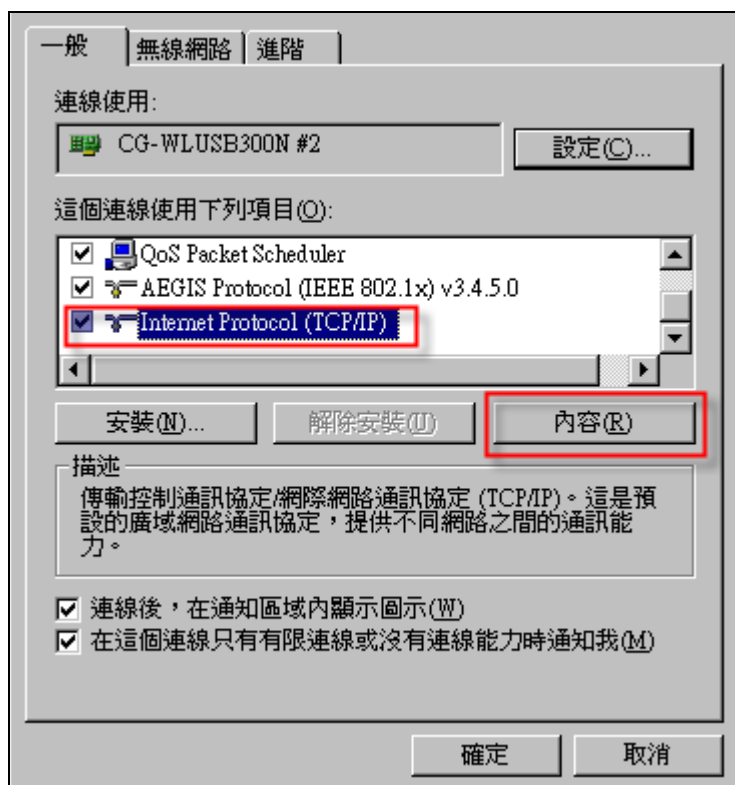 一般 無線網路 進階
連線使用:
CG-WLUSB300N #2 設定(C)...
這個連線使用下列項目(O):
QoS Packet Scheduler
AEGIS Protocol (IEEE 802.1x) v3.4.5.0
Internet Protocol (TCP/IP)
安裝(N)... 解除安裝(U) 內容(R)
描述
傳輸控制通訊協定/網際網路通訊協定 (TCP/IP)。這是預
設的廣域網路通訊協定,提供不同網路之間的通訊能
力。
連線後,在通知區域內顯示圖示(W)
在這個連線只有有限連線或沒有連線能力時通知我(M)
確定 取消